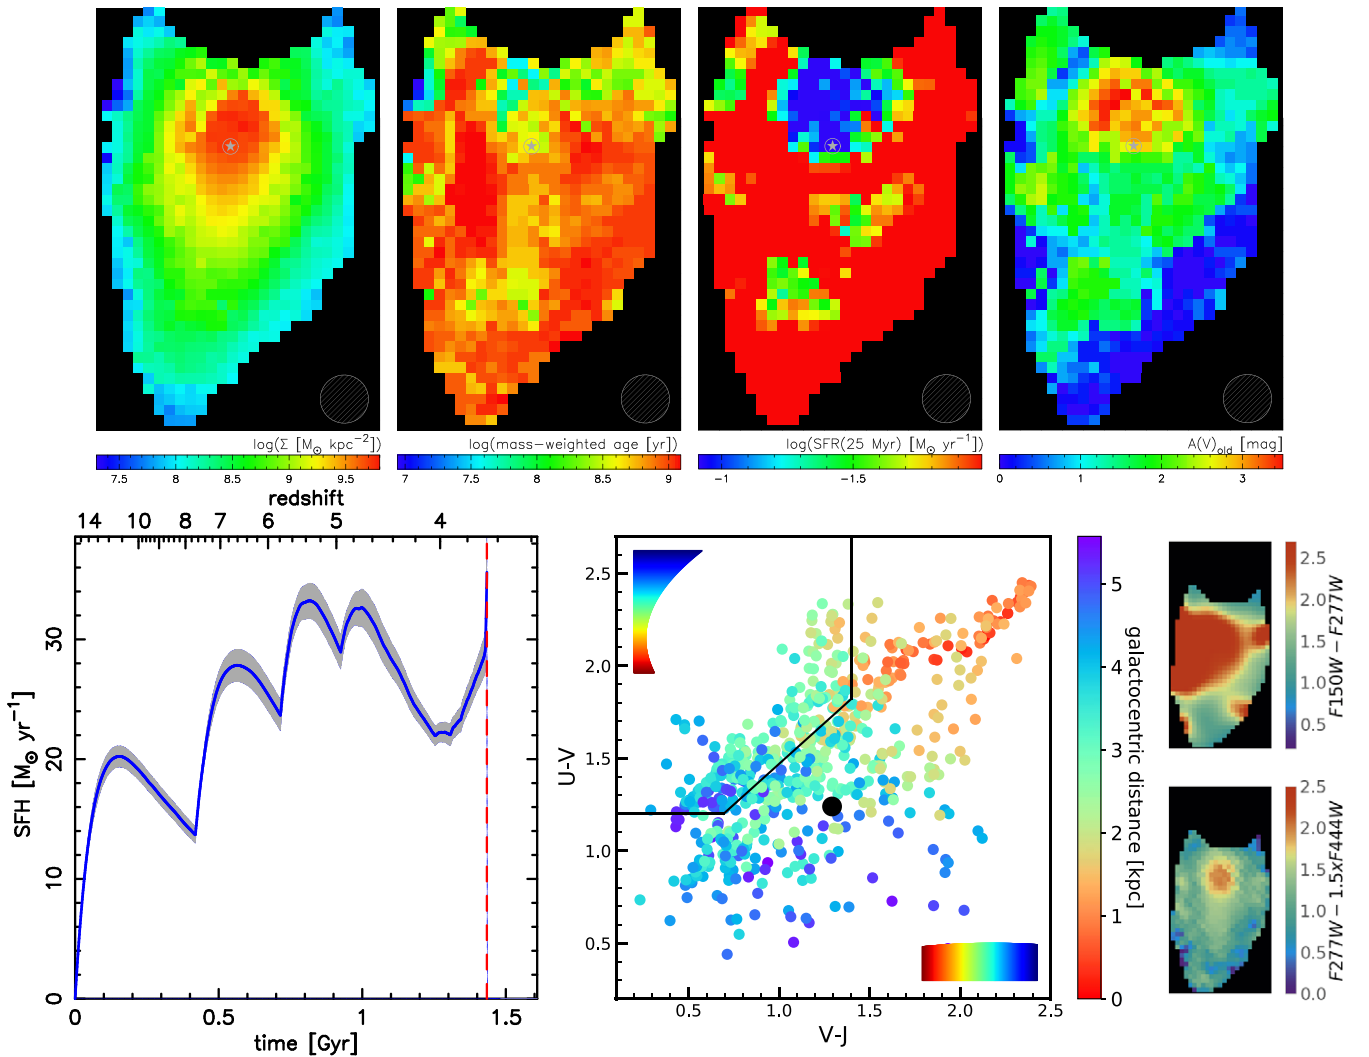 log(Σ [M⊙ kpc−2])
7.5 8 8.5 9 9.5
log(mass−weighted age [yr])
7 7.5 8 8.5 9
log(SFR(25 Myr) [M⊙ yr−1])
−1 −1.5
A(V)old [mag]
0 1 2 3
redshift
14 10 8 7 6 5 4
SFH [M⊙ yr−1]
30
20
10
0
0 0.5 1 1.5
time [Gyr]
U-V
2.5
2.0
1.5
1.0
0.5
0.5 1.0 1.5 2.0 2.5
V-J
5
4
3
2
1
0
galactocentric distance [kpc]
2.5
2.0
1.5
1.0
0.5
F150W − F277W
2.5
2.0
1.5
1.0
0.5
0.0
F277W − 1.5xF444W